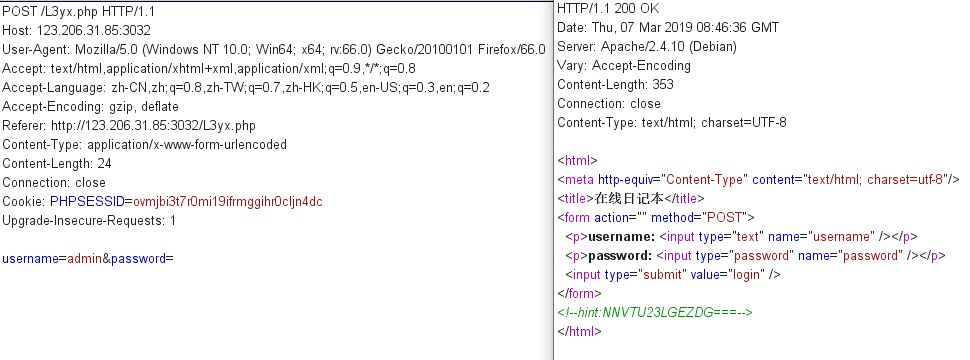 POST /L3yx.php HTTP/1.1
Host: 123.206.31.85:3032
User-Agent: Mozilla/5.0 (Windows NT 10.0; Win64; x64; rv:66.0) Gecko/20100101 Firefox/66.0
Accept: text/html,application/xhtml+xml,application/xml;q=0.9,*/*;q=0.8
Accept-Language: zh-CN,zh;q=0.8,zh-TW;q=0.7,zh-HK;q=0.5,en-US;q=0.3,en;q=0.2
Accept-Encoding: gzip, deflate
Referer: http://123.206.31.85:3032/L3yx.php
Content-Type: application/x-www-form-urlencoded
Content-Length: 24
Connection: close
Cookie: PHPSESSID=ovmjbi3t7r0mi19ifrmggihr0cljn4dc
Upgrade-Insecure-Requests: 1
username=admin&password=
HTTP/1.1 200 OK
Date: Thu, 07 Mar 2019 08:46:36 GMT
Server: Apache/2.4.10 (Debian)
Vary: Accept-Encoding
Content-Length: 353
Connection: close
Content-Type: text/html; charset=UTF-8
<html>
<meta http-equiv="Content-Type" content="text/html; charset=utf-8"/>
<title>在线日记本</title>
<form action="" method="POST">
<p>username: <input type="text" name="username" /></p>
<p>password: <input type="password" name="password" /></p>
<input type="submit" value="login" />
</form>
<!--hint:NNVTU23LGEZDG===-->
</html>